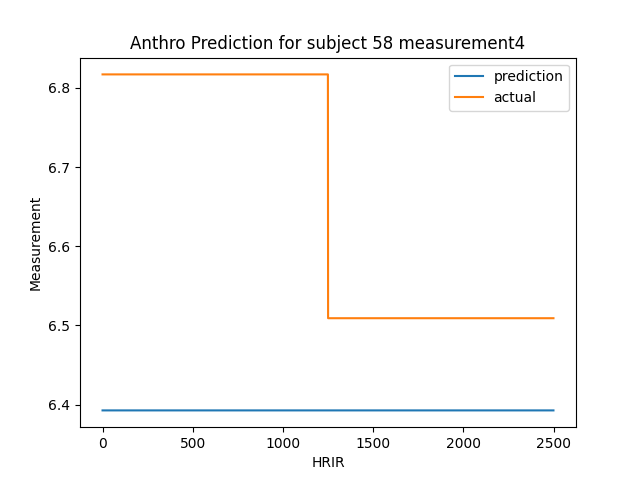 Anthro Prediction for subject 58 measurement4
prediction
actual
6.8
6.7
6.6
6.5
6.4
Measurement
0
500
1000
1500
2000
2500
HRIR